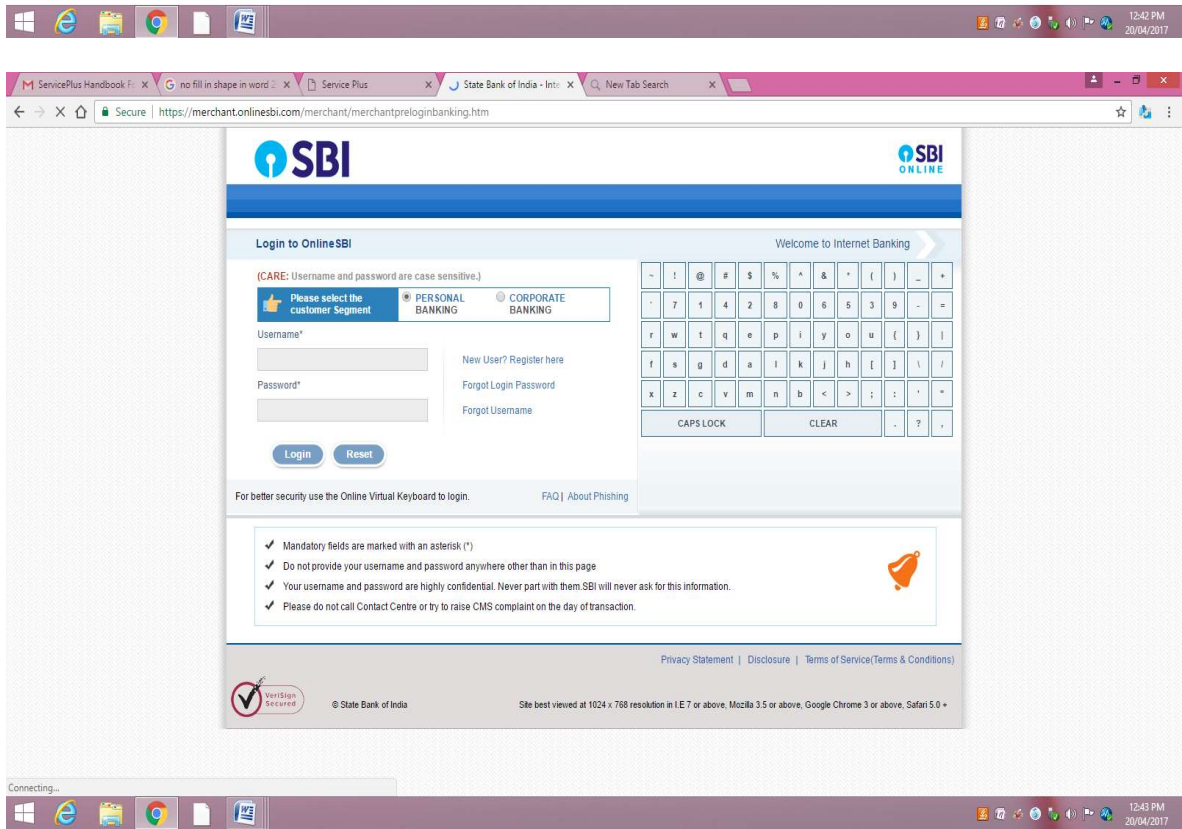 12:42 PM
20/04/2017
ServicePlus Handbook Fo
no fill in shape in word 2
Service Plus
State Bank of India - Inte
New Tab Search
Secure | https://merchant.onlinesbi.com/merchant/merchantpreloginbanking.htm
SBI
SBI
ONLINE
Login to OnlineSBI
Welcome to Internet Banking
(CARE: Username and password are case sensitive.)
Please select the customer Segment
PERSONAL BANKING
CORPORATE BANKING
Username*
New User? Register here
Password*
Forgot Login Password
Forgot Username
Login Reset
~ ! @ # $ % ^ & * ( ) _ +
` 7 1 4 2 8 0 6 5 3 9 - =
r w t q e p i y o u { } |
f s g d a l k j h [ ] \ /
x z c v m n b < > ; : ' "
CAPS LOCK CLEAR . ? ,
For better security use the Online Virtual Keyboard to login.
FAQ | About Phishing
Mandatory fields are marked with an asterisk (*)
Do not provide your username and password anywhere other than in this page
Your username and password are highly confidential. Never part with them.SBI will never ask for this information.
Please do not call Contact Centre or try to raise CMS complaint on the day of transaction.
Privacy Statement | Disclosure | Terms of Service(Terms & Conditions)
VeriSign
Secured
© State Bank of India
Site best viewed at 1024 x 768 resolution in I.E 7 or above, Mozilla 3.5 or above, Google Chrome 3 or above, Safari 5.0 +
Connecting...
12:43 PM
20/04/2017